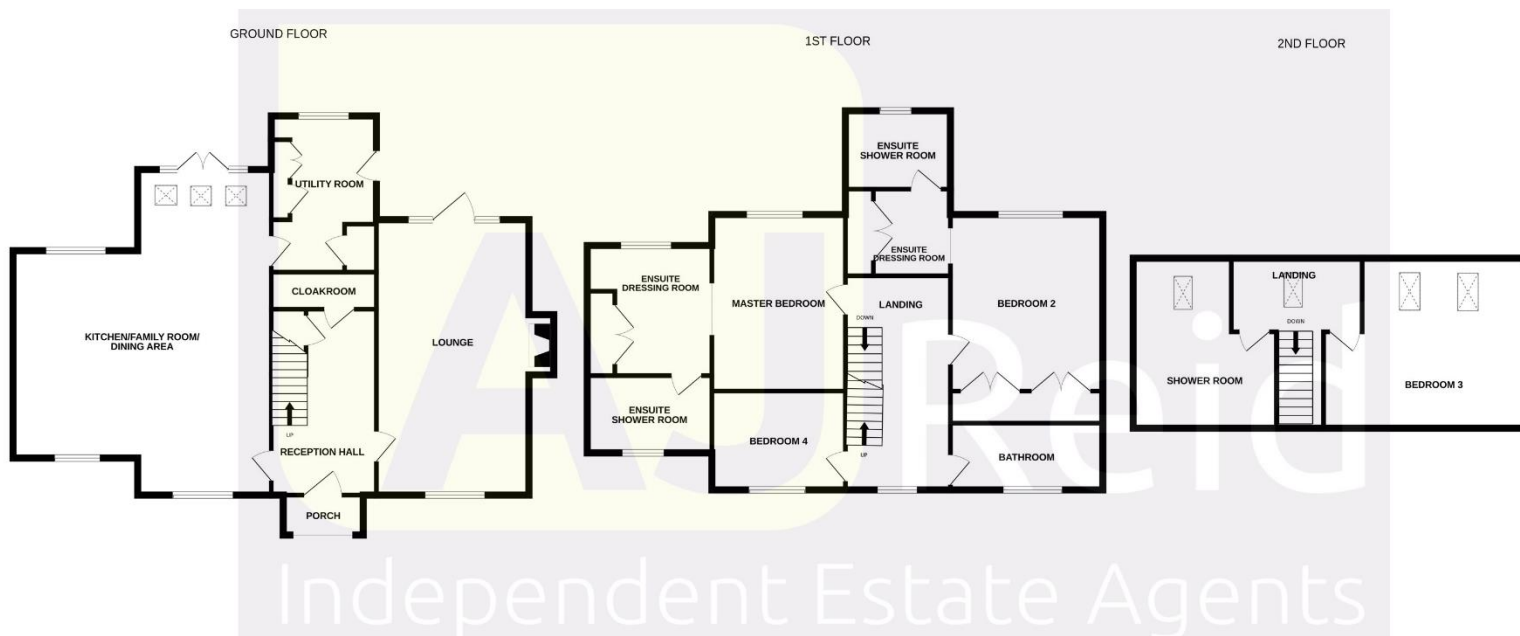 GROUND FLOOR
1ST FLOOR
2ND FLOOR
UTILITY ROOM
CLOAKROOM
KITCHEN/FAMILY ROOM/
DINING AREA
LOUNGE
UP
RECEPTION HALL
PORCH
ENSUITE
SHOWER ROOM
ENSUITE
DRESSING ROOM
ENSUITE
DRESSING ROOM
MASTER BEDROOM
LANDING
DOWN
BEDROOM 2
ENSUITE
SHOWER ROOM
BEDROOM 4
UP
BATHROOM
LANDING
DOWN
SHOWER ROOM
BEDROOM 3
AJ Reid
Independent Estate Agents